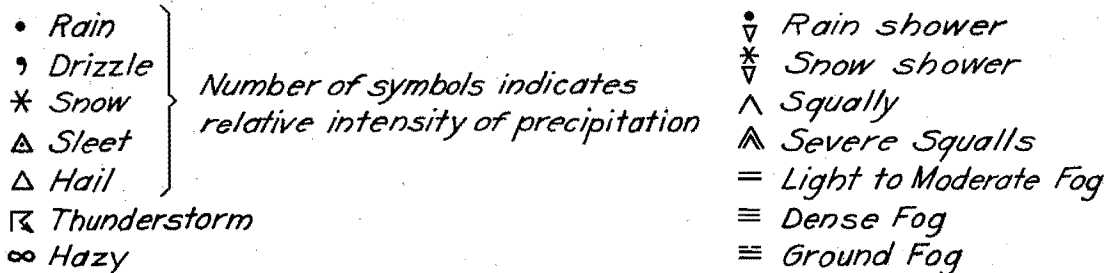 • Rain
, Drizzle
* Snow
Sleet
△ Hail
Number of symbols indicates
relative intensity of precipitation
Thunderstorm
∞ Hazy
Rain shower
Snow shower
∧ Squally
Severe Squalls
= Light to Moderate Fog
≡ Dense Fog
Ground Fog